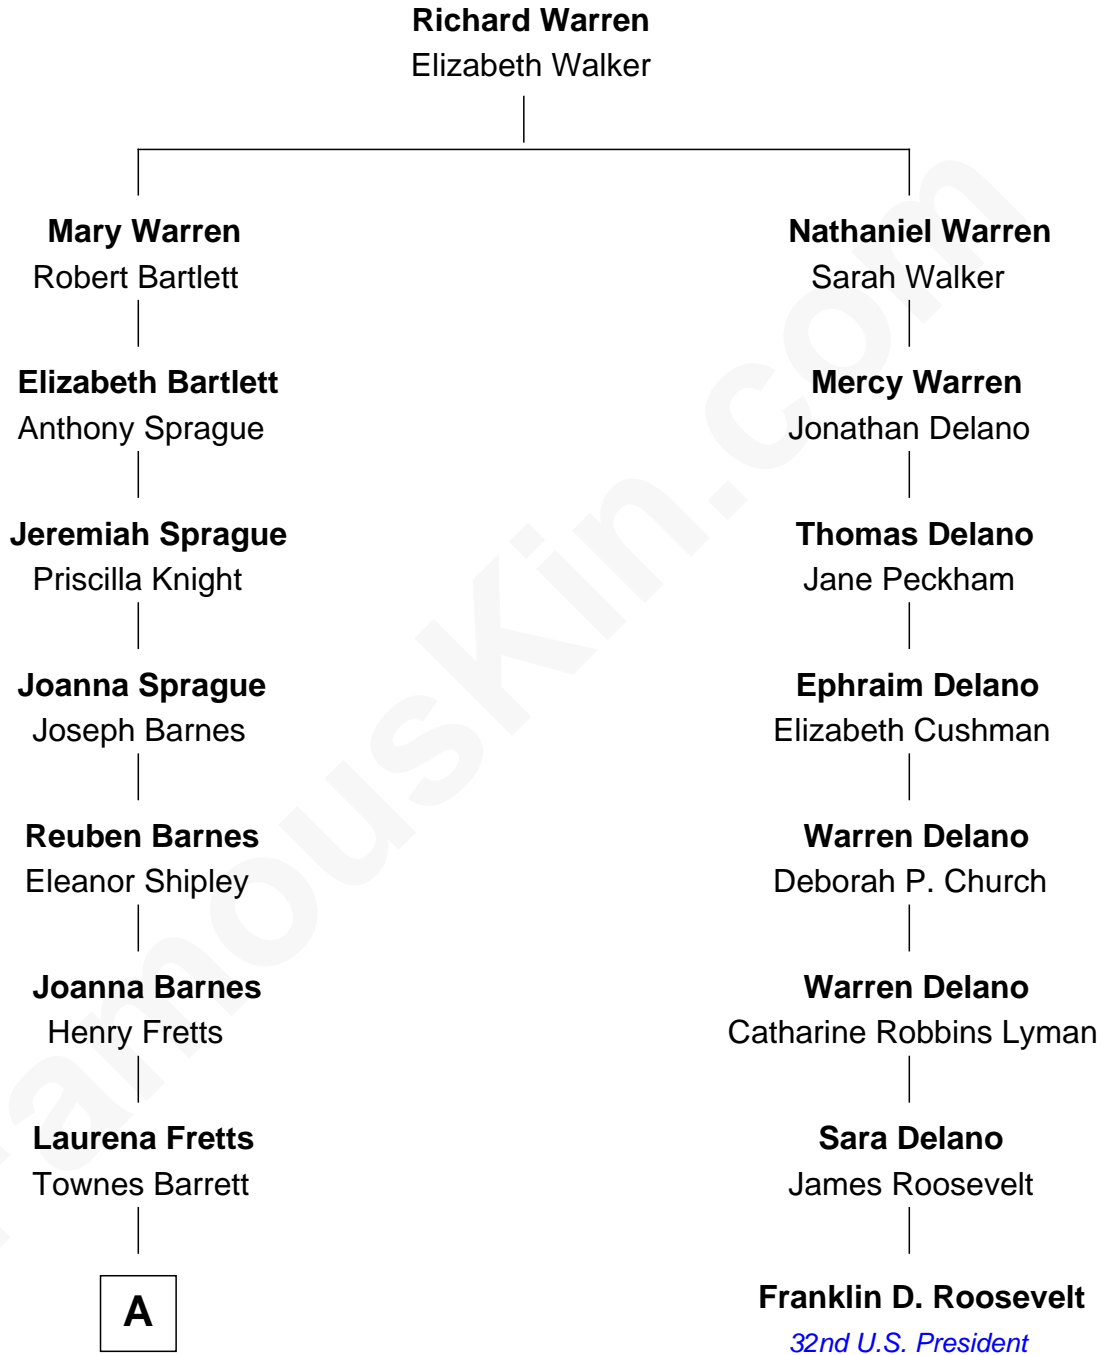 Richard Warren
Elizabeth Walker
Mary Warren
Robert Bartlett
Nathaniel Warren
Sarah Walker
Elizabeth Bartlett
Anthony Sprague
Mercy Warren
Jonathan Delano
Jeremiah Sprague
Priscilla Knight
Thomas Delano
Jane Peckham
Joanna Sprague
Joseph Barnes
Ephraim Delano
Elizabeth Cushman
Reuben Barnes
Eleanor Shipley
Warren Delano
Deborah P. Church
Joanna Barnes
Henry Fretts
Warren Delano
Catharine Robbins Lyman
Laurena Fretts
Townes Barrett
Sara Delano
James Roosevelt
A
Franklin D. Roosevelt
32nd U.S. President
FamousKin.com